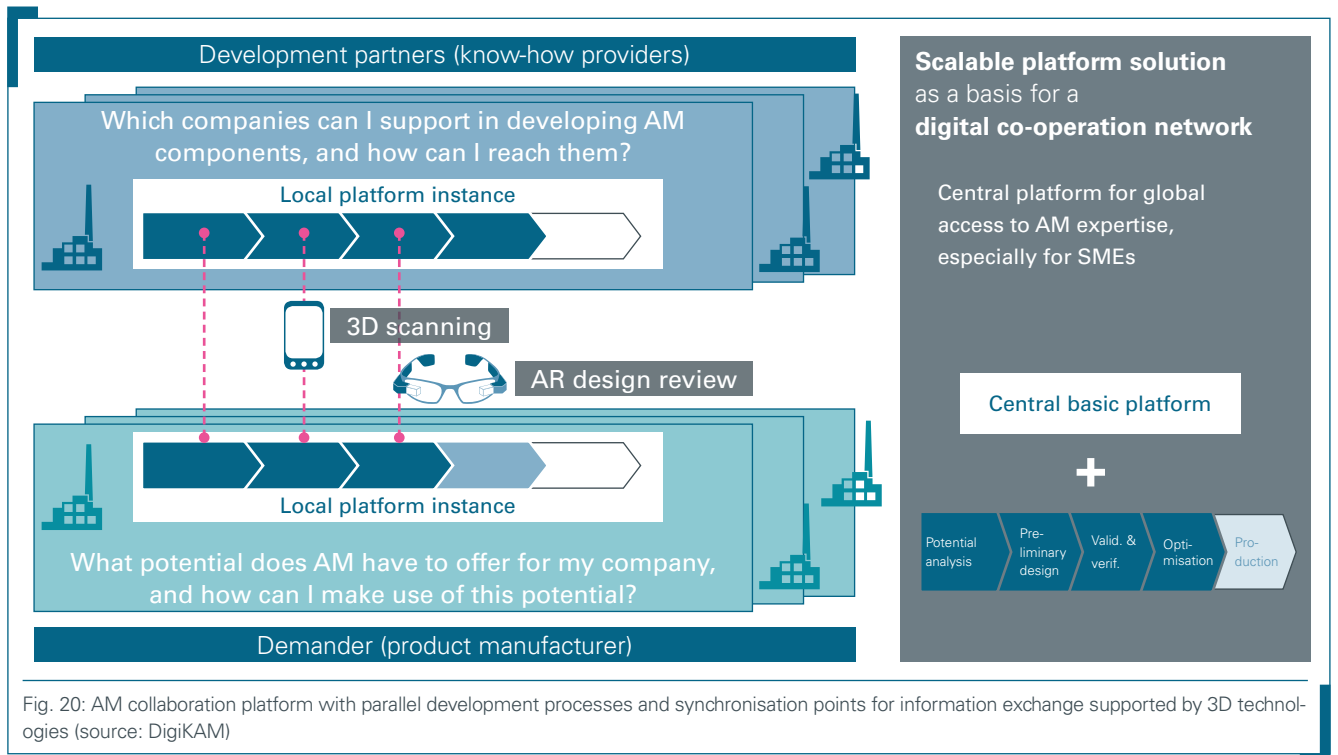 Development partners (know-how providers)
Which companies can I support in developing AM
components, and how can I reach them?
Local platform instance
3D scanning
AR design review
Local platform instance
What potential does AM have to offer for my company,
and how can I make use of this potential?
Demander (product manufacturer)
Scalable platform solution
as a basis for a
digital co-operation network
Central platform for global
access to AM expertise,
especially for SMEs
Central basic platform
+
Potential
analysis
Pre-
liminary
design
Valid. &
verif.
Opti-
misation
Pro-
duction
Fig. 20: AM collaboration platform with parallel development processes and synchronisation points for information exchange supported by 3D technol-
ogies (source: DigiKAM)